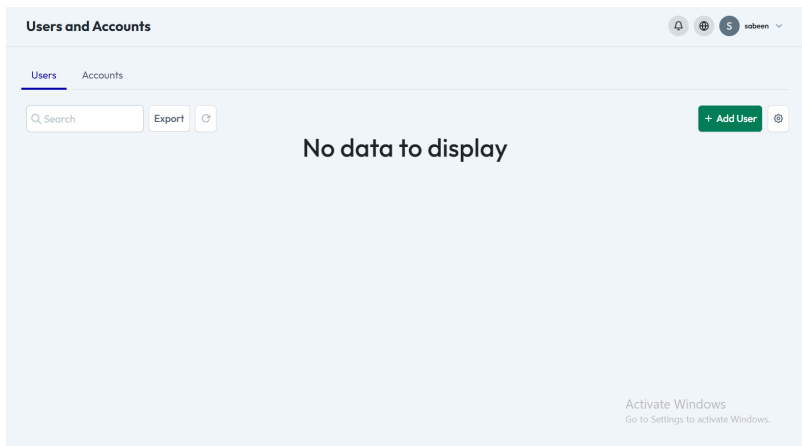 Users and Accounts
S sabeen
Users Accounts
Search Export + Add User
No data to display
Activate Windows
Go to Settings to activate Windows.